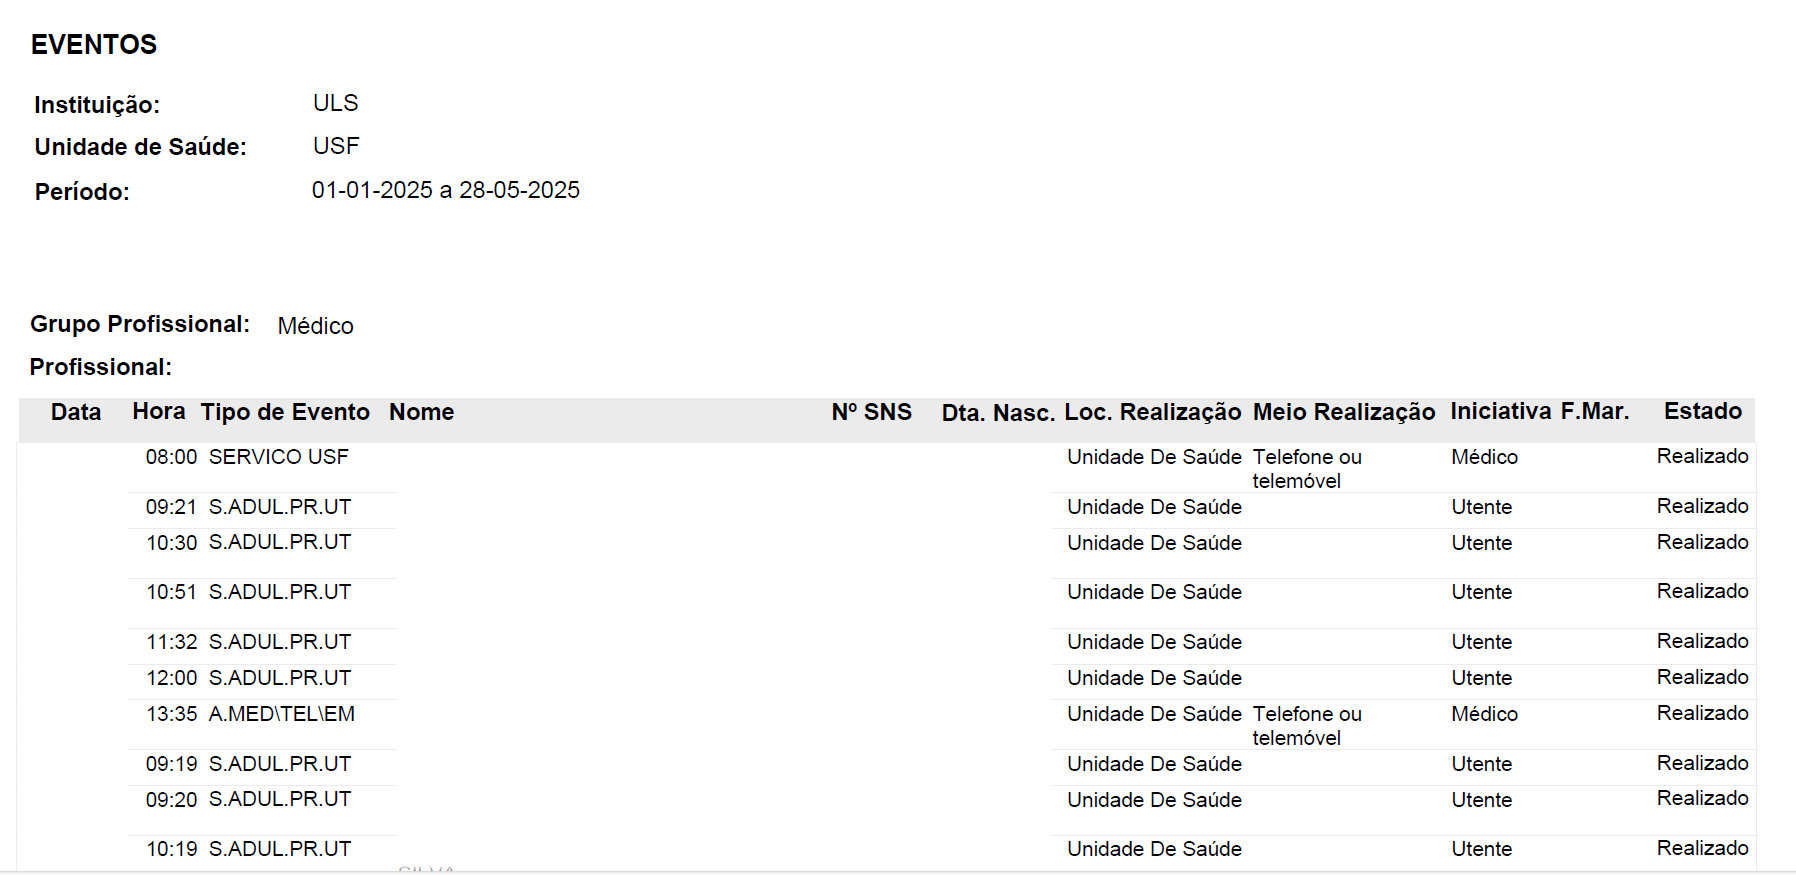 EVENTOS
Instituição: ULS
Unidade de Saúde: USF
Período: 01-01-2025 a 28-05-2025
Grupo Profissional: Médico
Profissional:
Data Hora Tipo de Evento Nome Nº SNS Dta. Nasc. Loc. Realização Meio Realização Iniciativa F.Mar. Estado
08:00 SERVICO USF Unidade De Saúde Telefone ou Médico Realizado
telemóvel
09:21 S.ADUL.PR.UT Unidade De Saúde Utente Realizado
10:30 S.ADUL.PR.UT Unidade De Saúde Utente Realizado
10:51 S.ADUL.PR.UT Unidade De Saúde Utente Realizado
11:32 S.ADUL.PR.UT Unidade De Saúde Utente Realizado
12:00 S.ADUL.PR.UT Unidade De Saúde Utente Realizado
13:35 A.MED\TEL\EM Unidade De Saúde Telefone ou Médico Realizado
telemóvel
09:19 S.ADUL.PR.UT Unidade De Saúde Utente Realizado
09:20 S.ADUL.PR.UT Unidade De Saúde Utente Realizado
10:19 S.ADUL.PR.UT Unidade De Saúde Utente Realizado